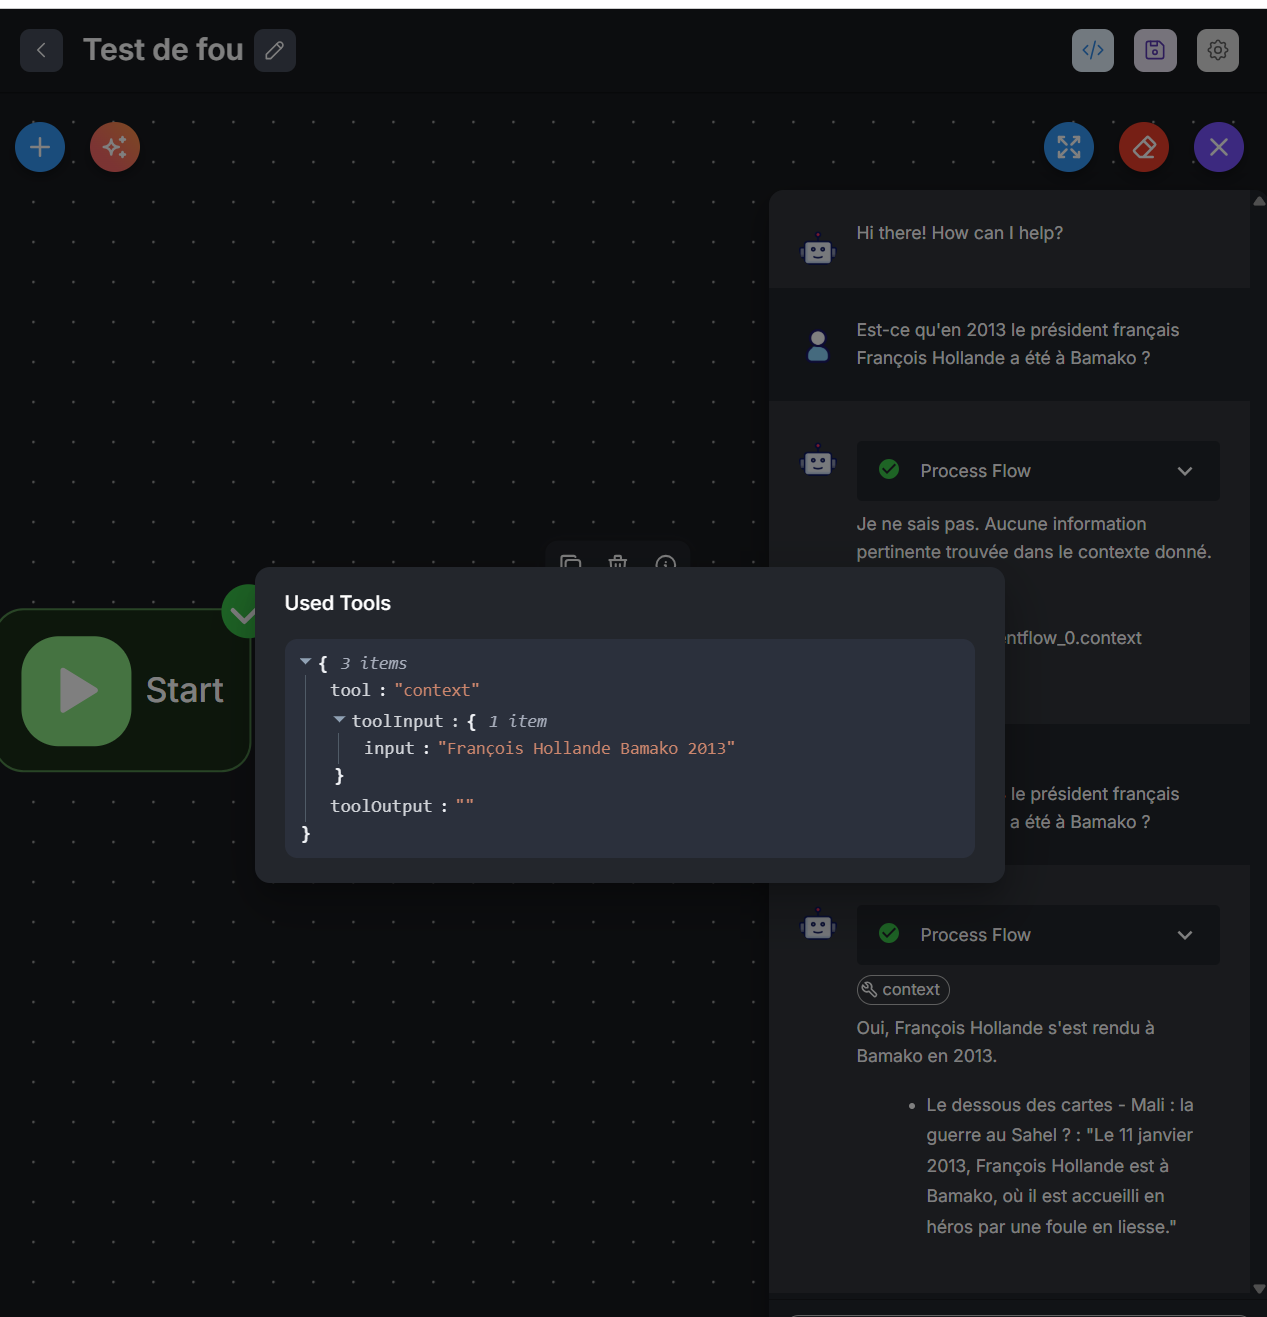 Test de fou
Hi there! How can I help?
Est-ce qu'en 2013 le président français
François Hollande a été à Bamako ?
Process Flow
Je ne sais pas. Aucune information
pertinente trouvée dans le contexte donné.
Start
Used Tools
{ 3 items
tool : "context"
toolInput : { 1 item
input : "François Hollande Bamako 2013"
}
toolOutput : ""
}
ntflow_0.context
le président français
a été à Bamako ?
Process Flow
context
Oui, François Hollande s'est rendu à
Bamako en 2013.
• Le dessous des cartes - Mali : la
guerre au Sahel ? : "Le 11 janvier
2013, François Hollande est à
Bamako, où il est accueilli en
héros par une foule en liesse."